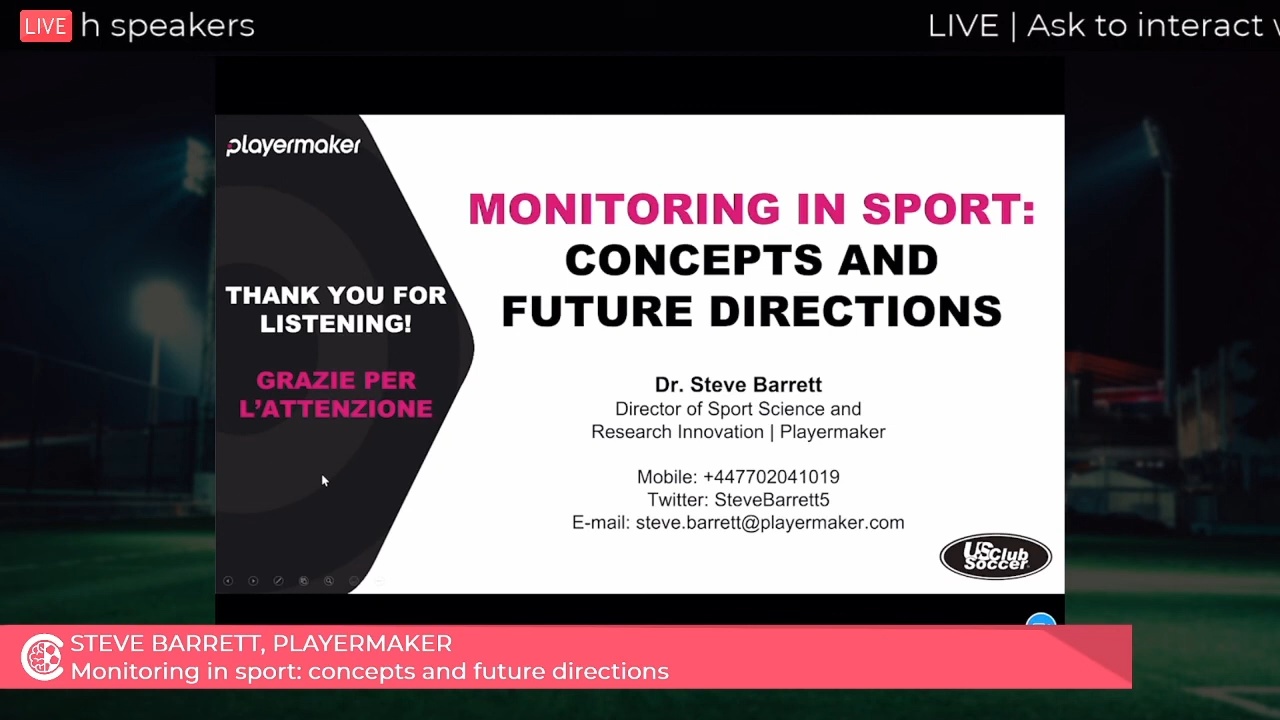 LIVE
h speakers
LIVE | Ask to interact
playermaker
THANK YOU FOR
LISTENING!
GRAZIE PER
L'ATTENZIONE
MONITORING IN SPORT:
CONCEPTS AND
FUTURE DIRECTIONS
Dr. Steve Barrett
Director of Sport Science and
Research Innovation | Playermaker
Mobile: +447702041019
Twitter: SteveBarrett5
E-mail: steve.barrett@playermaker.com
US Club
Soccer
STEVE BARRETT, PLAYERMAKER
Monitoring in sport: concepts and future directions